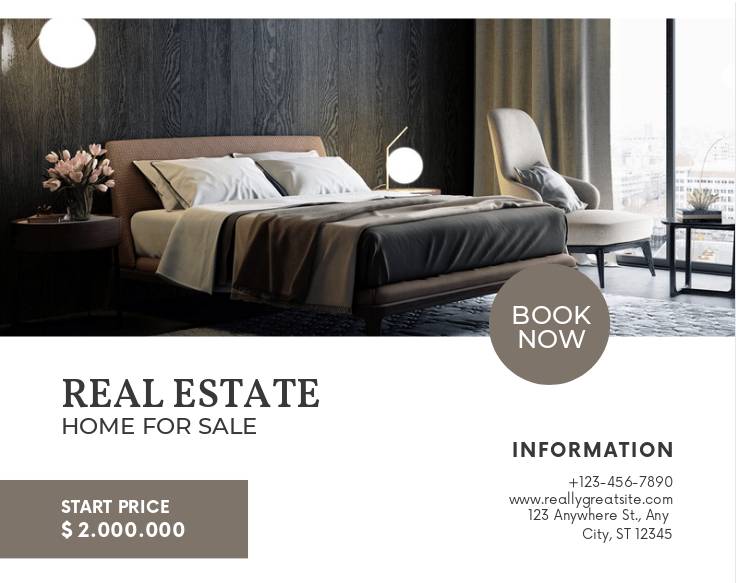 BOOK
NOW
REAL ESTATE
HOME FOR SALE
START PRICE
$ 2.000.000
INFORMATION
+123-456-7890
www.reallygreatsite.com
123 Anywhere St., Any
City, ST 12345